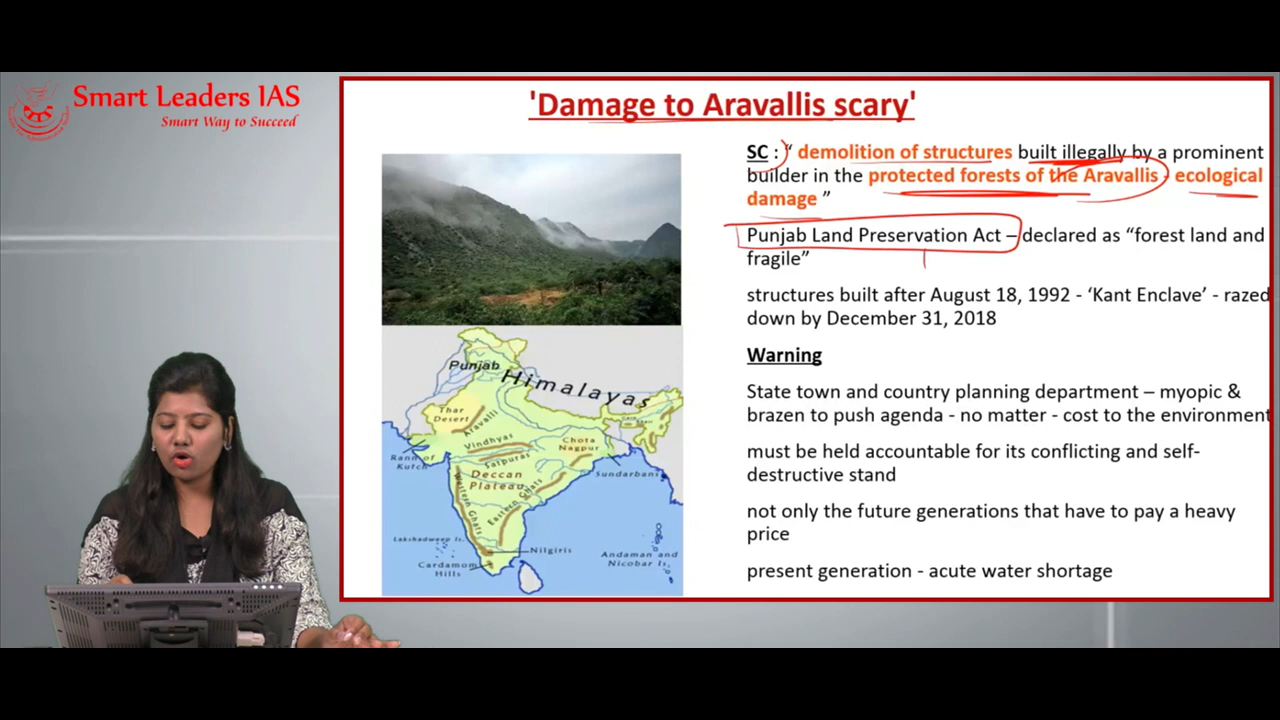 Smart Leaders IAS
Smart Way to Succeed
'Damage to Aravallis scary'
SC : “ demolition of structures built illegally by a prominent
builder in the protected forests of the Aravallis - ecological
damage ”
Punjab Land Preservation Act – declared as “forest land and
fragile”
structures built after August 18, 1992 - ‘Kant Enclave’ - razed
down by December 31, 2018
Warning
State town and country planning department – myopic &
brazen to push agenda - no matter - cost to the environment
must be held accountable for its conflicting and self-
destructive stand
not only the future generations that have to pay a heavy
price
present generation - acute water shortage
Punjab
Himalayas
Thar
Desert
Aravalli
Vindhyas
Satpuras
Chota
Nagpur
Rann of
Kutch
Sundarbans
Deccan
Plateau
Western Ghats
Eastern Ghats
Lakshadweep Is.
Nilgiris
Andaman and
Nicobar Is.
Cardamom
Hills